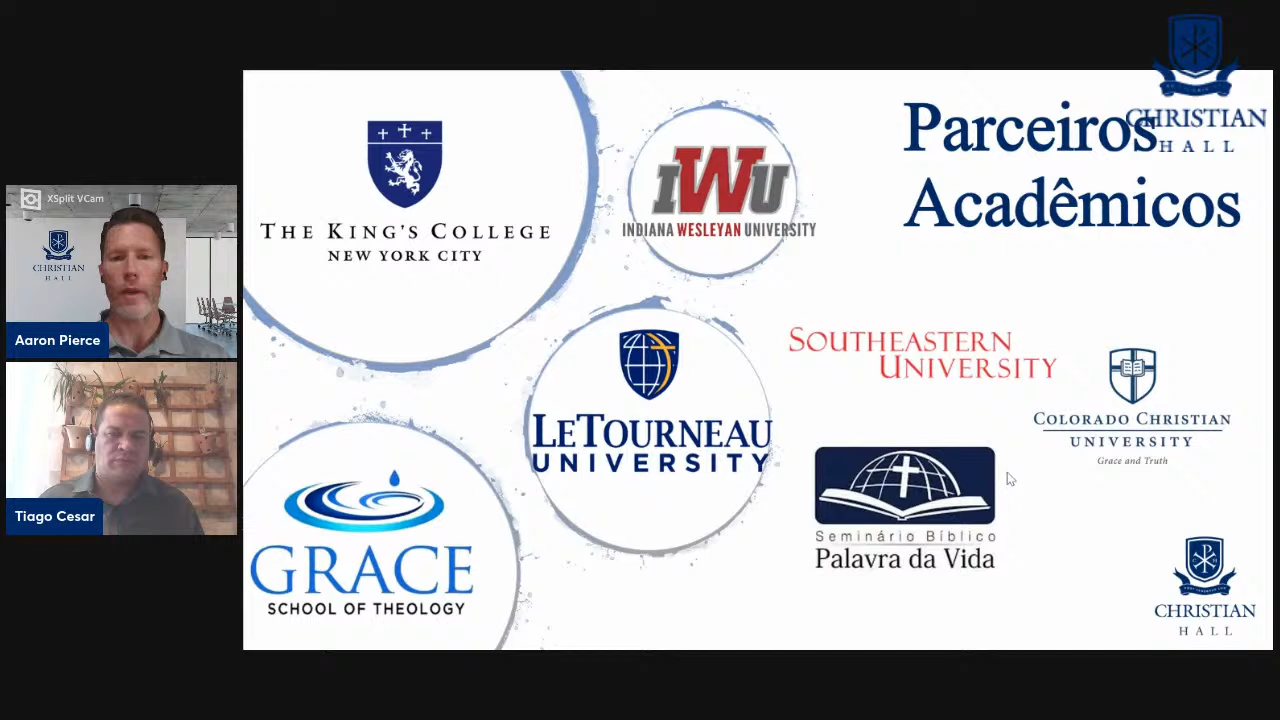 CHRISTIAN
HALL
Parceiros
Acadêmicos
THE KING'S COLLEGE
NEW YORK CITY
IWU
INDIANA WESLEYAN UNIVERSITY
XSplit VCam
CHRISTIAN
HALL
Aaron Pierce
Tiago Cesar
LETOURNEAU
UNIVERSITY
SOUTHEASTERN
UNIVERSITY
COLORADO CHRISTIAN
UNIVERSITY
Grace and Truth
Seminário Bíblico
Palavra da Vida
GRACE
SCHOOL OF THEOLOGY
CHRISTIAN
HALL